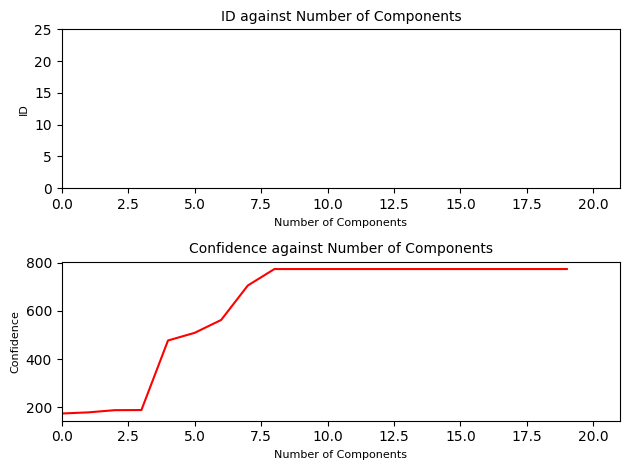 ID against Number of Components
25
20
15
10
5
0
ID
0.0 2.5 5.0 7.5 10.0 12.5 15.0 17.5 20.0
Number of Components
Confidence against Number of Components
800
600
400
200
Confidence
0.0 2.5 5.0 7.5 10.0 12.5 15.0 17.5 20.0
Number of Components